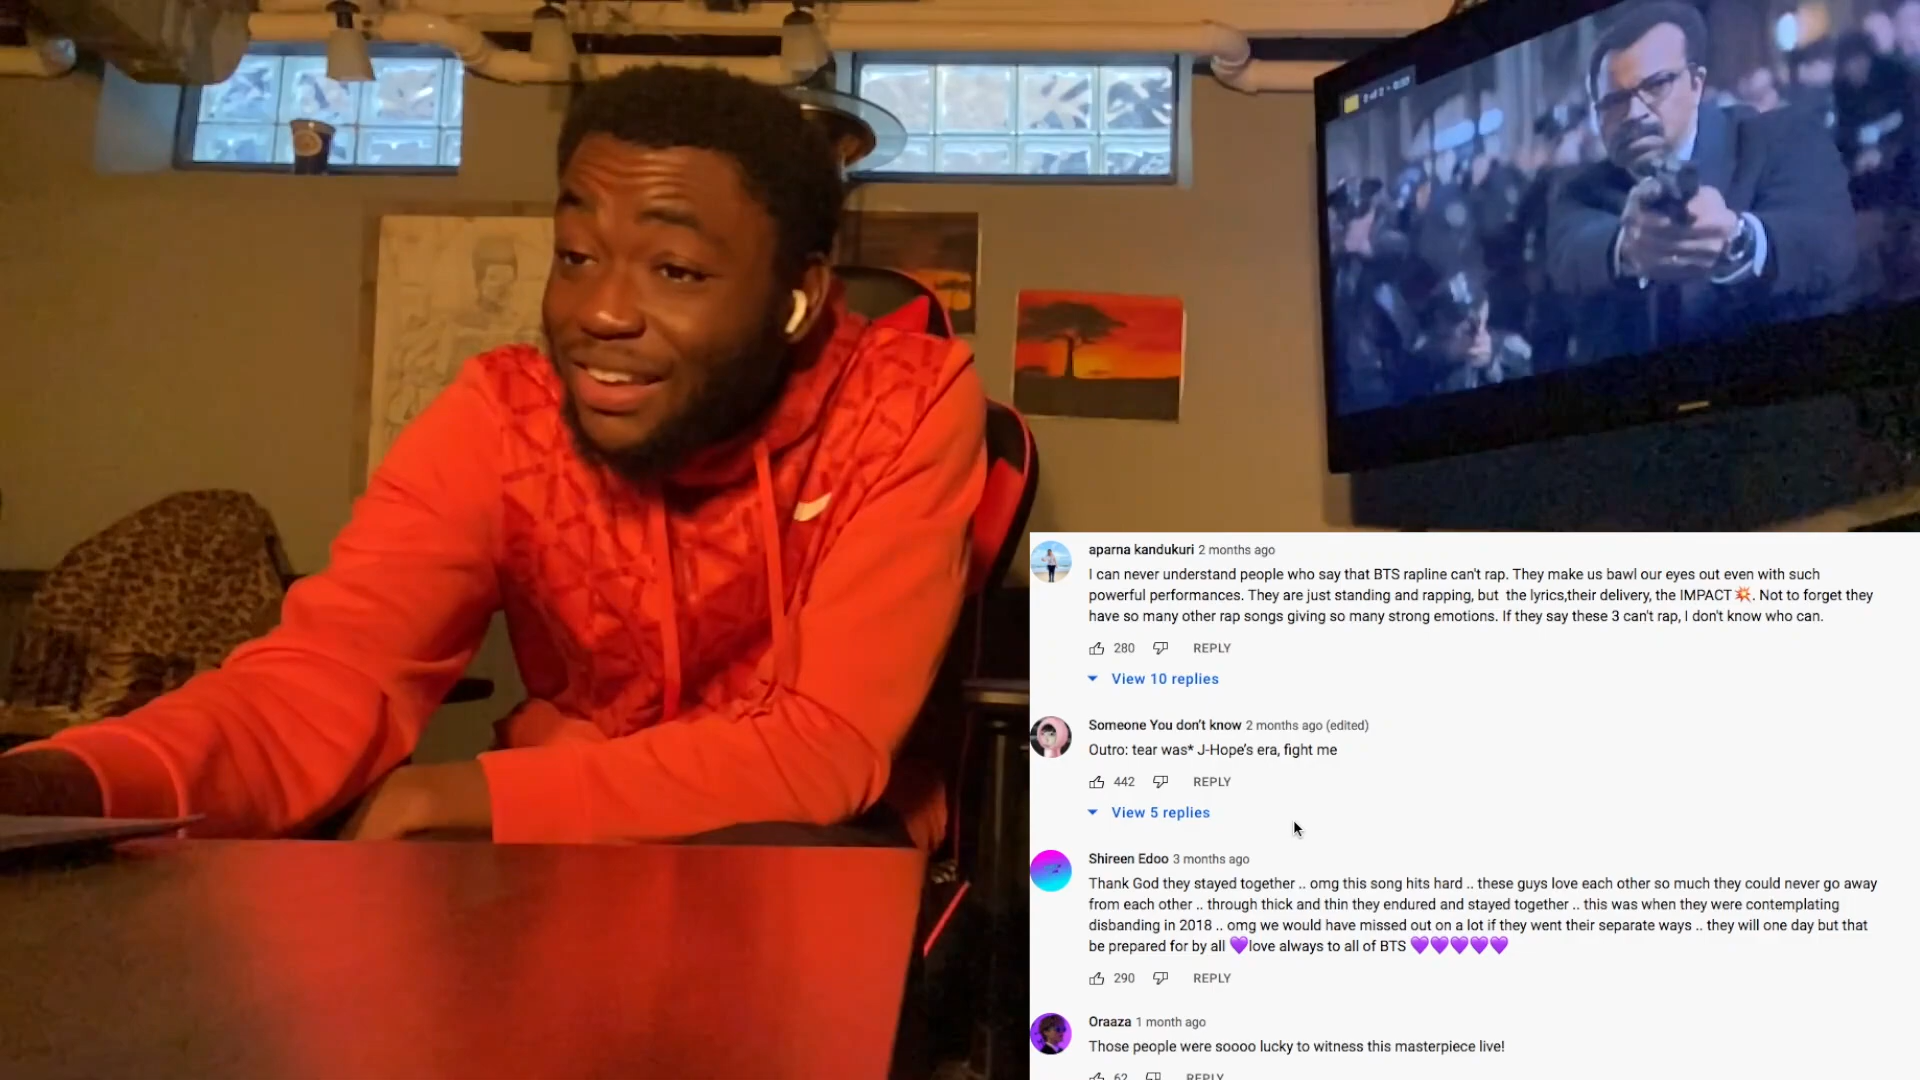 aparna kandukuri 2 months ago
I can never understand people who say that BTS rapline can't rap. They make us bawl our eyes out even with such
powerful performances. They are just standing and rapping, but the lyrics,their delivery, the IMPACT💥. Not to forget they
have so many other rap songs giving so many strong emotions. If they say these 3 can't rap, I don't know who can.
280 REPLY
View 10 replies
Someone You don't know 2 months ago (edited)
Outro: tear was* J-Hope's era, fight me
442 REPLY
View 5 replies
Shireen Edoo 3 months ago
Thank God they stayed together .. omg this song hits hard .. these guys love each other so much they could never go away
from each other .. through thick and thin they endured and stayed together .. this was when they were contemplating
disbanding in 2018 .. omg we would have missed out on a lot if they went their separate ways .. they will one day but that
be prepared for by all 💜love always to all of BTS 💜💜💜💜💜
290 REPLY
Oraaza 1 month ago
Those people were soooo lucky to witness this masterpiece live!
62 REPLY